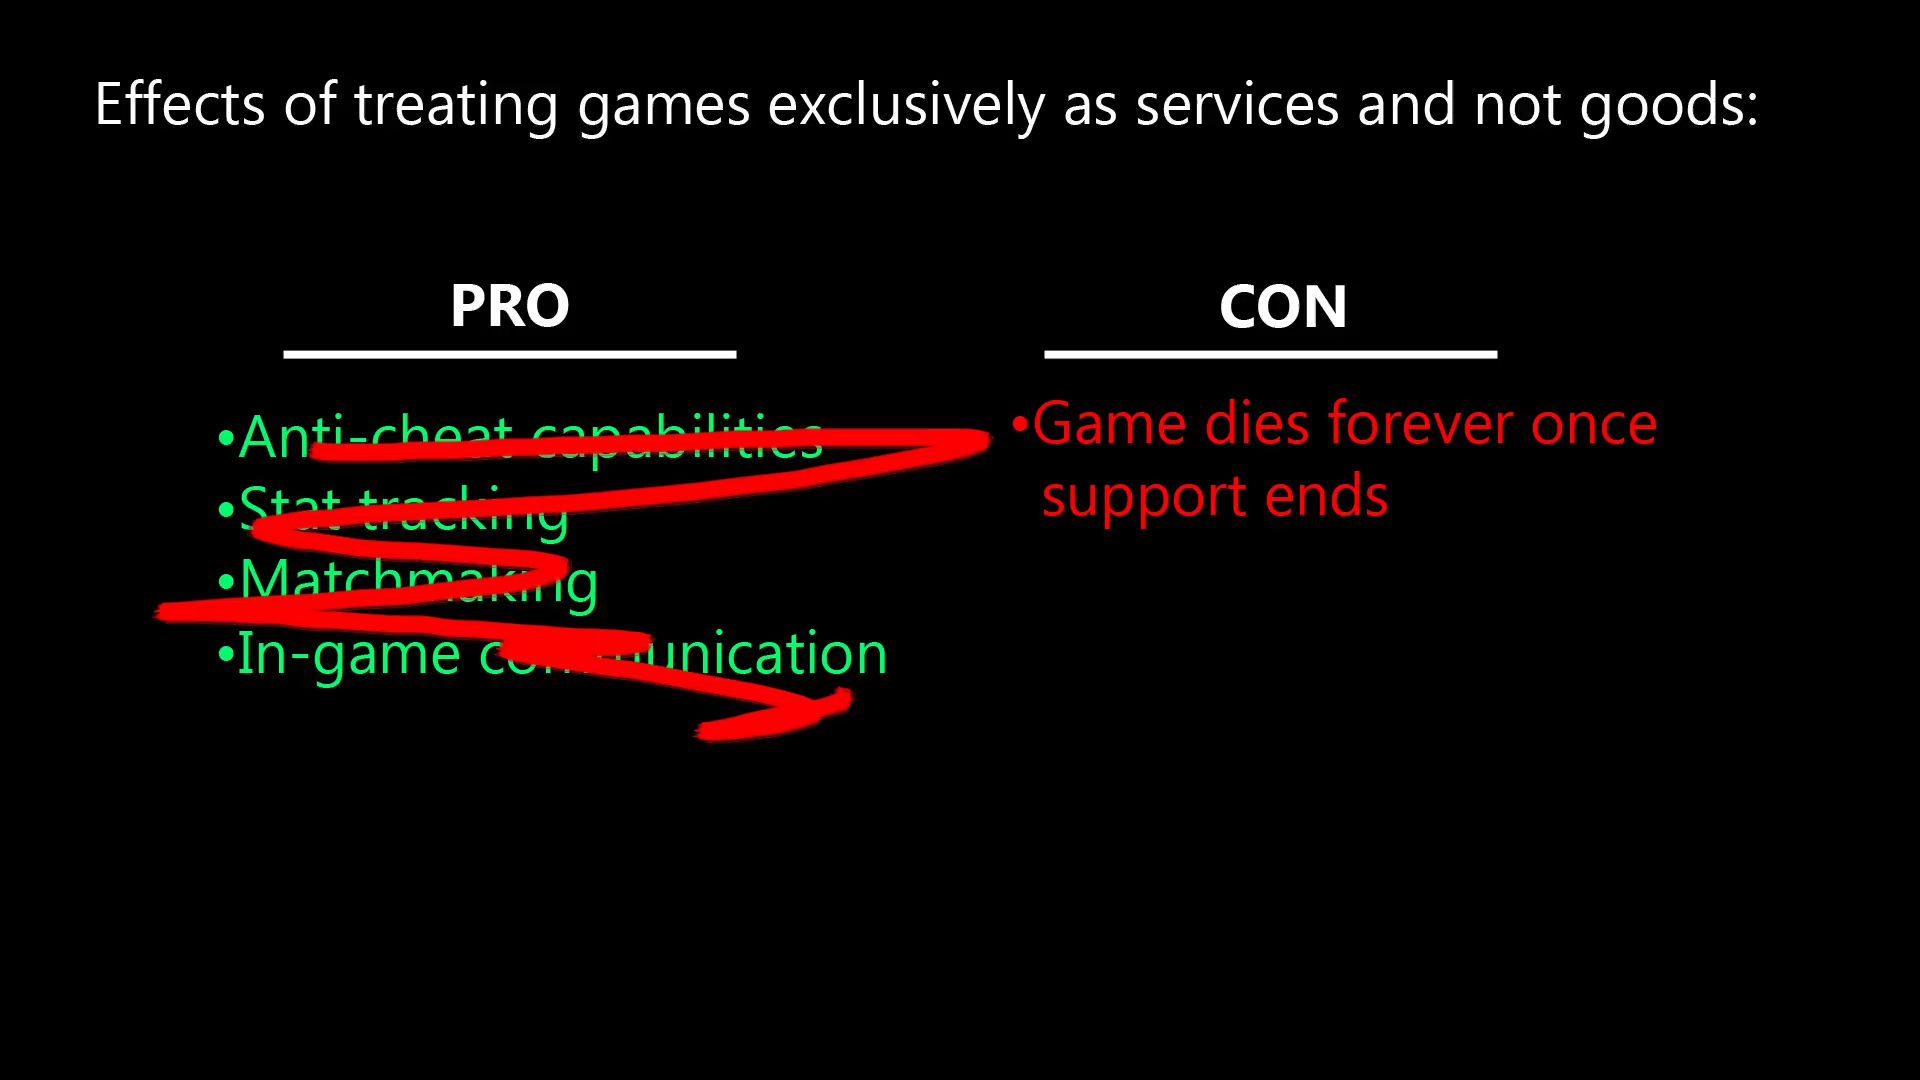 Effects of treating games exclusively as services and not goods:
PRO
•Anti-cheat capabilities
•Stat tracking
•Matchmaking
•In-game communication
CON
•Game dies forever once
support ends